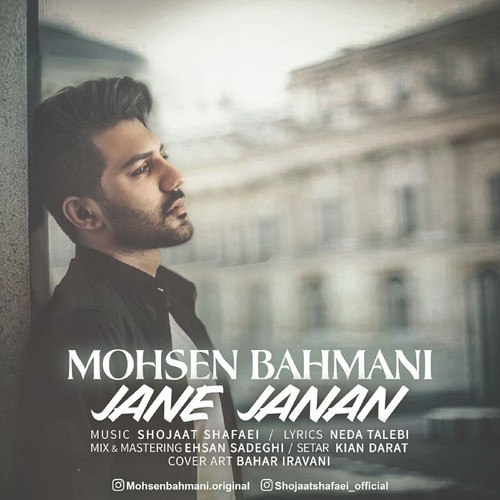 MOHSEN BAHMANI
JANE JANAN
MUSIC SHOJAAT SHAFAEI / LYRICS NEDA TALEBI
MIX & MASTERING EHSAN SADEGHI / SETAR KIAN DARAT
COVER ART BAHAR IRAVANI
Mohsenbahmani.original Shojaatshafaei_official